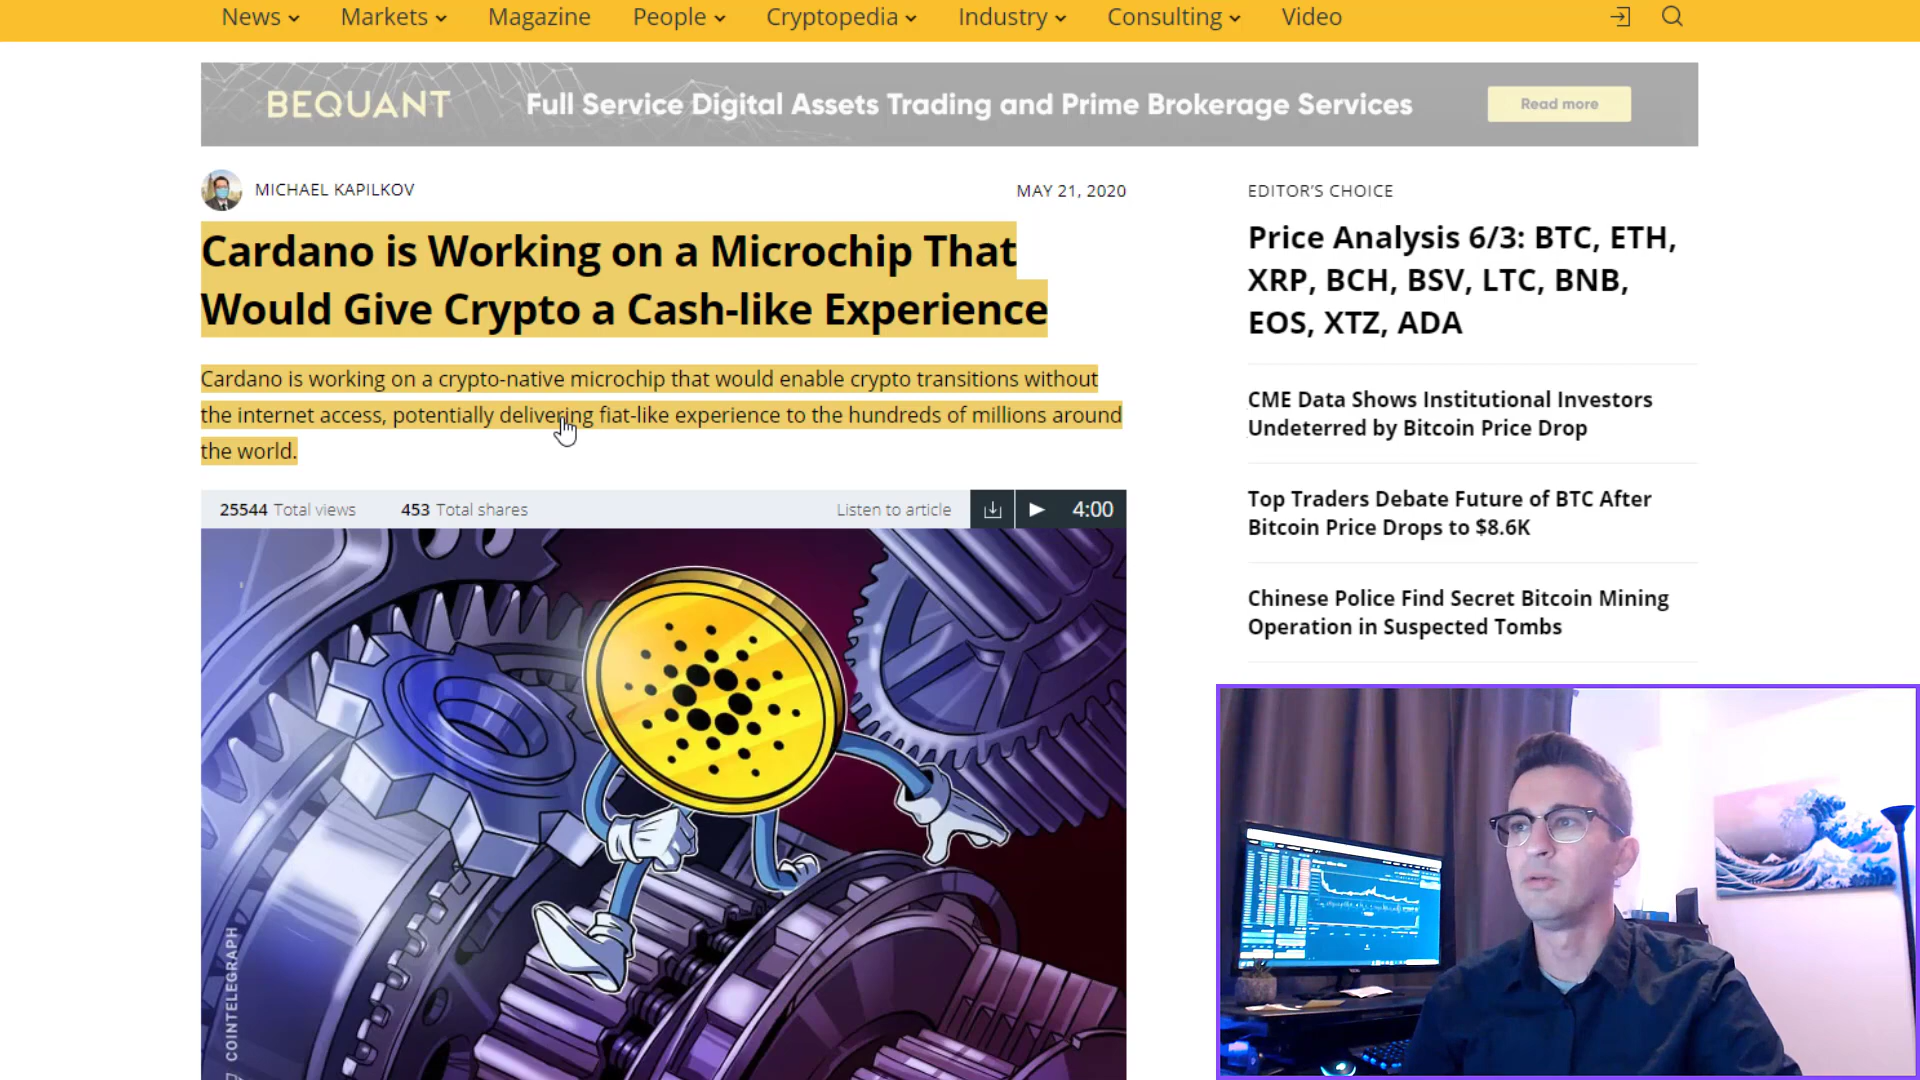 News Markets Magazine People Cryptopedia Industry Consulting Video
BEQUANT Full Service Digital Assets Trading and Prime Brokerage Services Read more
MICHAEL KAPILKOV MAY 21, 2020
Cardano is Working on a Microchip That
Would Give Crypto a Cash-like Experience
Cardano is working on a crypto-native microchip that would enable crypto transitions without
the internet access, potentially delivering fiat-like experience to the hundreds of millions around
the world.
25544 Total views 453 Total shares Listen to article 4:00
COINTELEGRAPH
EDITOR'S CHOICE
Price Analysis 6/3: BTC, ETH,
XRP, BCH, BSV, LTC, BNB,
EOS, XTZ, ADA
CME Data Shows Institutional Investors
Undeterred by Bitcoin Price Drop
Top Traders Debate Future of BTC After
Bitcoin Price Drops to $8.6K
Chinese Police Find Secret Bitcoin Mining
Operation in Suspected Tombs